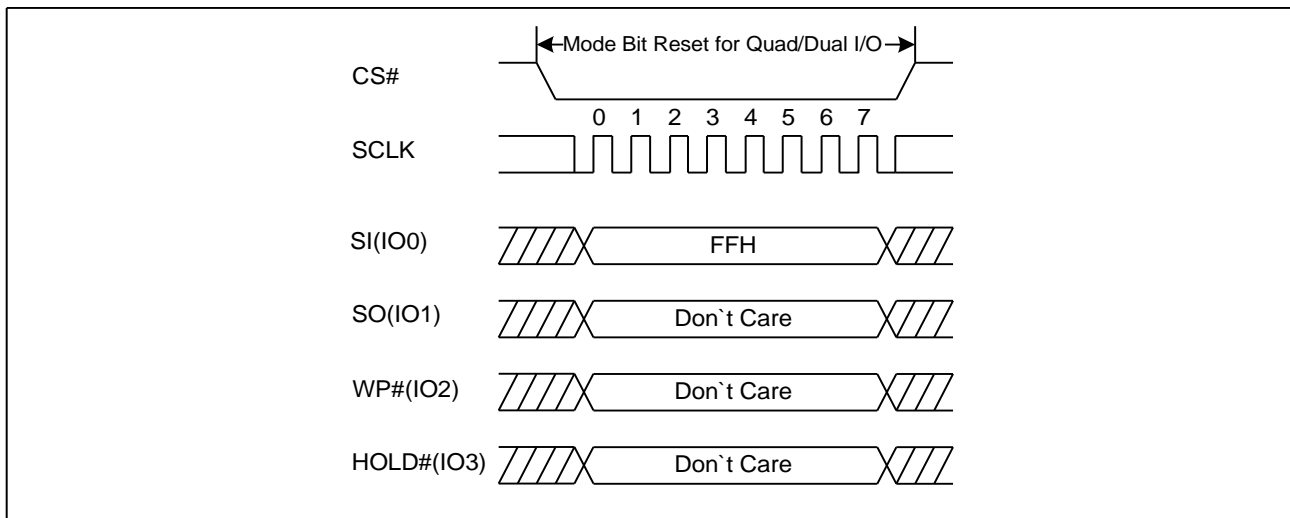 Mode Bit Reset for Quad/Dual I/O
CS#
0 1 2 3 4 5 6 7
SCLK
SI(IO0) FFH
SO(IO1) Don`t Care
WP#(IO2) Don`t Care
HOLD#(IO3) Don`t Care